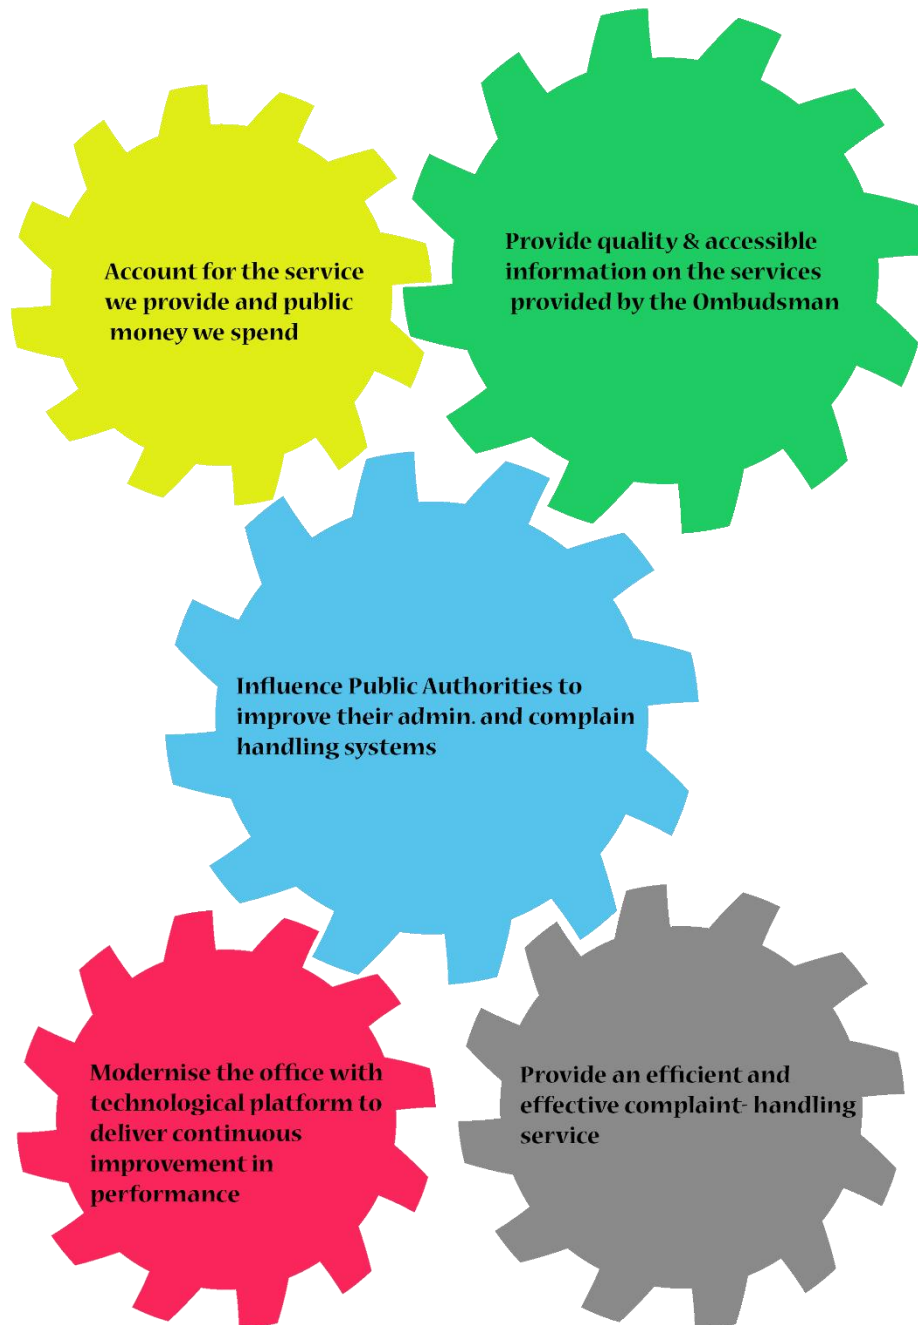 Account for the service
we provide and public
money we spend
Provide quality & accessible
information on the services
provided by the Ombudsman
Influence Public Authorities to
improve their admin. and complain
handling systems
Modernise the office with
technological platform to
deliver continuous
improvement in
performance
Provide an efficient and
effective complaint- handling
service